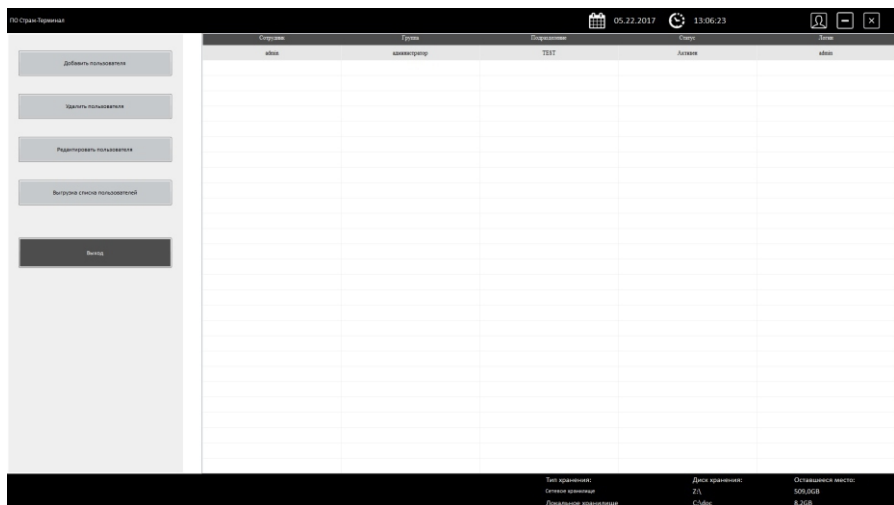 ПО Страж-Терминал 05.22.2017 13:06:23
Сотрудник Группа Подразделение Статус Логин
admin администратор TEST Активен admin
Добавить пользователя
Удалить пользователя
Редактировать пользователя
Выгрузка списка пользователей
Выход
Тип хранения: Диск хранения: Оставшееся место:
Сетевое хранилище Z:\ 509,0GB
Локальное хранилище C:\doc 8,2GB